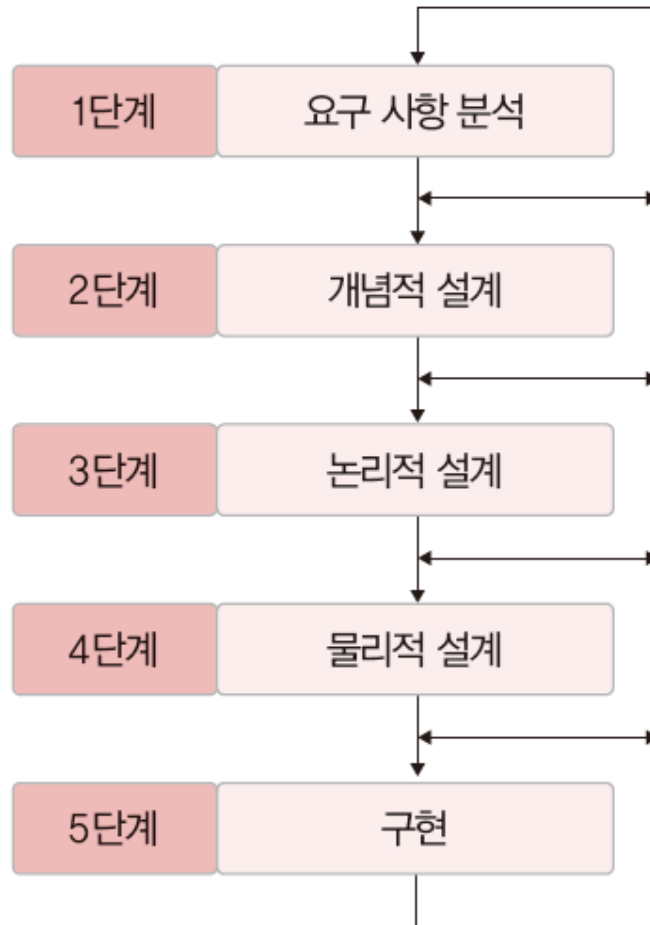 1단계 요구 사항 분석
2단계 개념적 설계
3단계 논리적 설계
4단계 물리적 설계
5단계 구현